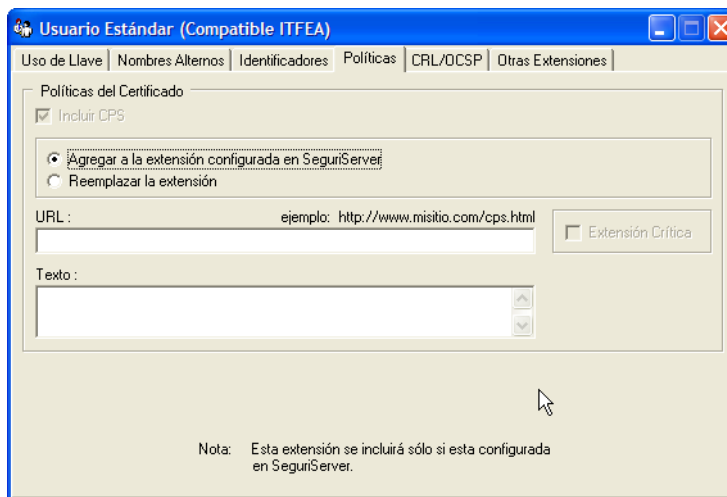 Usuario Estándar (Compatible ITFEA)
Uso de Llave Nombres Alternos Identificadores Políticas CRL/OCSP Otras Extensiones
Políticas del Certificado
Incluir CPS
Agregar a la extensión configurada en SeguriServer
Reemplazar la extensión
URL : ejemplo: http://www.misitio.com/cps.html
Extensión Crítica
Texto :
Nota: Esta extensión se incluirá sólo si esta configurada
en SeguriServer.